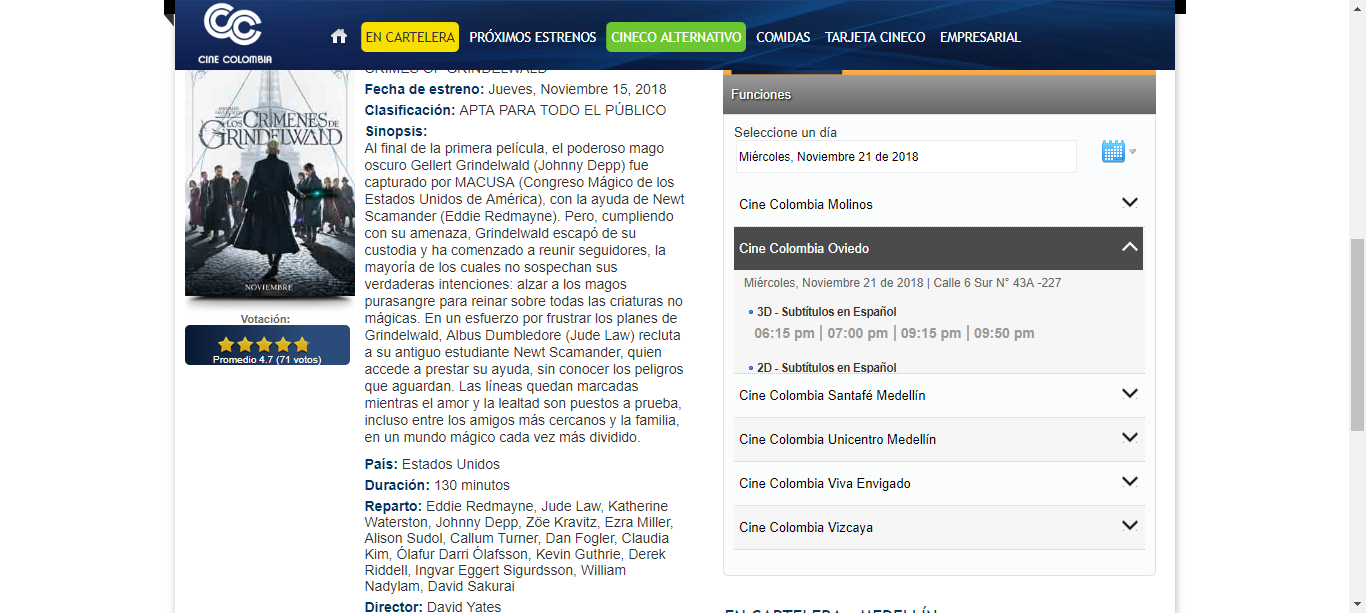 CINE COLOMBIA
EN CARTELERA
PRÓXIMOS ESTRENOS
CINECO ALTERNATIVO
COMIDAS
TARJETA CINECO
EMPRESARIAL
LOS CRÍMENES DE
GRINDELWALD
NOVIEMBRE
Votación:
Promedio 4.7 (71 votos)
CRIMES OF GRINDELWALD
Fecha de estreno: Jueves, Noviembre 15, 2018
Clasificación: APTA PARA TODO EL PÚBLICO
Sinopsis:
Al final de la primera película, el poderoso mago
oscuro Gellert Grindelwald (Johnny Depp) fue
capturado por MACUSA (Congreso Mágico de los
Estados Unidos de América), con la ayuda de Newt
Scamander (Eddie Redmayne). Pero, cumpliendo
con su amenaza, Grindelwald escapó de su
custodia y ha comenzado a reunir seguidores, la
mayoría de los cuales no sospechan sus
verdaderas intenciones: alzar a los magos
purasangre para reinar sobre todas las criaturas no
mágicas. En un esfuerzo por frustrar los planes de
Grindelwald, Albus Dumbledore (Jude Law) recluta
a su antiguo estudiante Newt Scamander, quien
accede a prestar su ayuda, sin conocer los peligros
que aguardan. Las líneas quedan marcadas
mientras el amor y la lealtad son puestos a prueba,
incluso entre los amigos más cercanos y la familia,
en un mundo mágico cada vez más dividido.
País: Estados Unidos
Duración: 130 minutos
Reparto: Eddie Redmayne, Jude Law, Katherine
Waterston, Johnny Depp, Zöe Kravitz, Ezra Miller,
Alison Sudol, Callum Turner, Dan Fogler, Claudia
Kim, Ólafur Darri Ólafsson, Kevin Guthrie, Derek
Riddell, Ingvar Eggert Sigurdsson, William
Nadylam, David Sakurai
Director: David Yates
Funciones
Seleccione un día
Miércoles, Noviembre 21 de 2018
Cine Colombia Molinos
Cine Colombia Oviedo
Miércoles, Noviembre 21 de 2018 | Calle 6 Sur N° 43A -227
3D - Subtítulos en Español
06:15 pm | 07:00 pm | 09:15 pm | 09:50 pm
2D - Subtítulos en Español
Cine Colombia Santafé Medellín
Cine Colombia Unicentro Medellín
Cine Colombia Viva Envigado
Cine Colombia Vizcaya
EN CARTELERA - MEDELLÍN